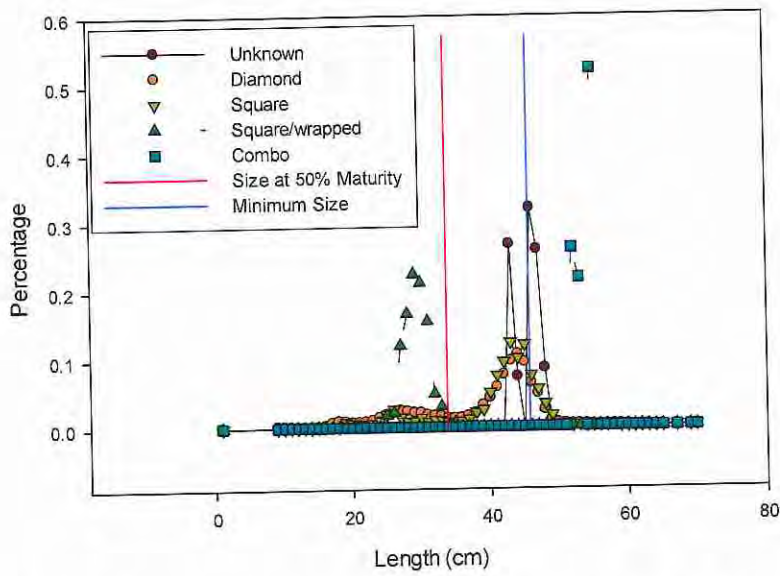 0.6
0.5
0.4
0.3
0.2
0.1
0.0
Percentage
Unknown
Diamond
Square
Square/wrapped
Combo
Size at 50% Maturity
Minimum Size
0
20
40
60
80
Length (cm)